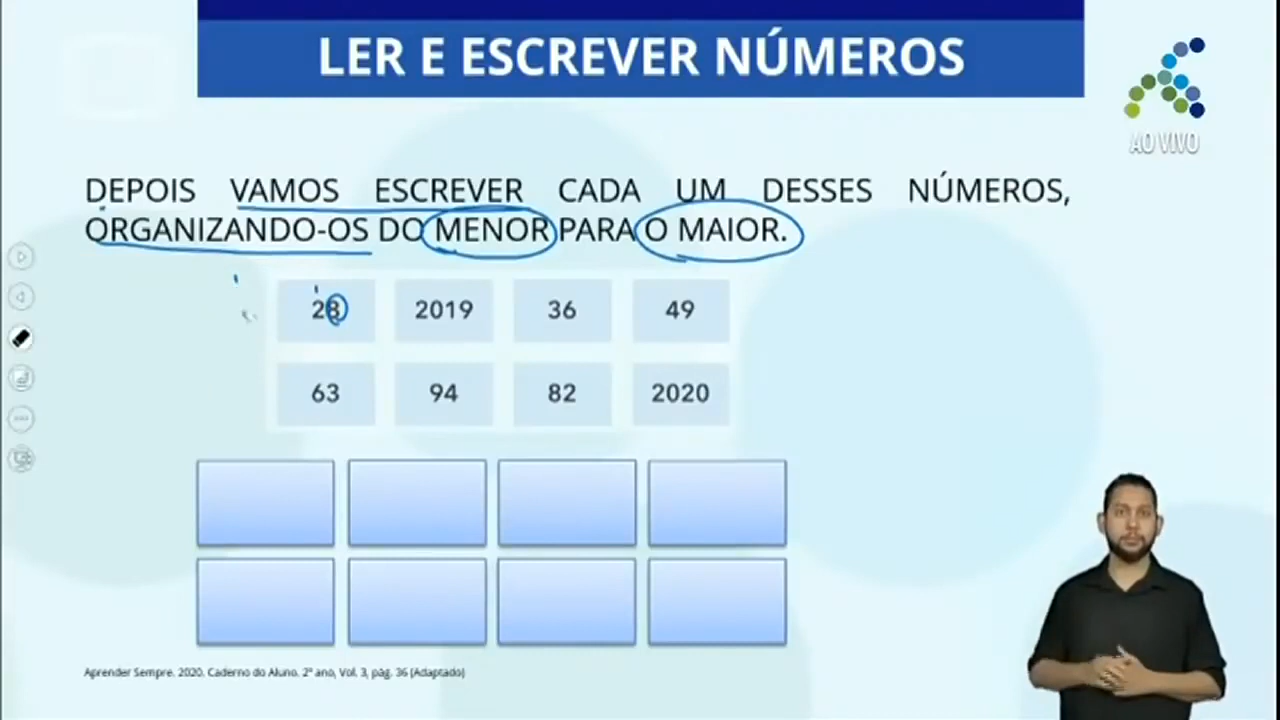 LER E ESCREVER NÚMEROS
AO VIVO
DEPOIS VAMOS ESCREVER CADA UM DESSES NÚMEROS,
ORGANIZANDO-OS DO MENOR PARA O MAIOR.
28 2019 36 49
63 94 82 2020
Aprender Sempre. 2020. Caderno do Aluno. 2º ano, Vol. 3, pág. 36 (Adaptado)